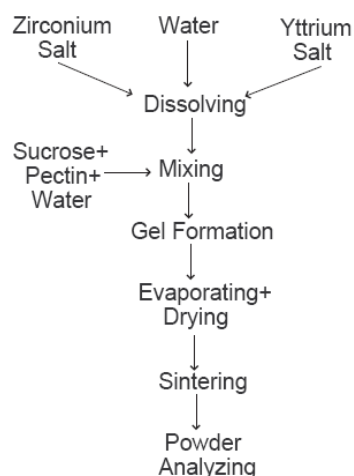 Zirconium
Salt
Water
Yttrium
Salt
Dissolving
Sucrose+
Pectin+
Water
Mixing
Gel Formation
Evaporating+
Drying
Sintering
Powder
Analyzing